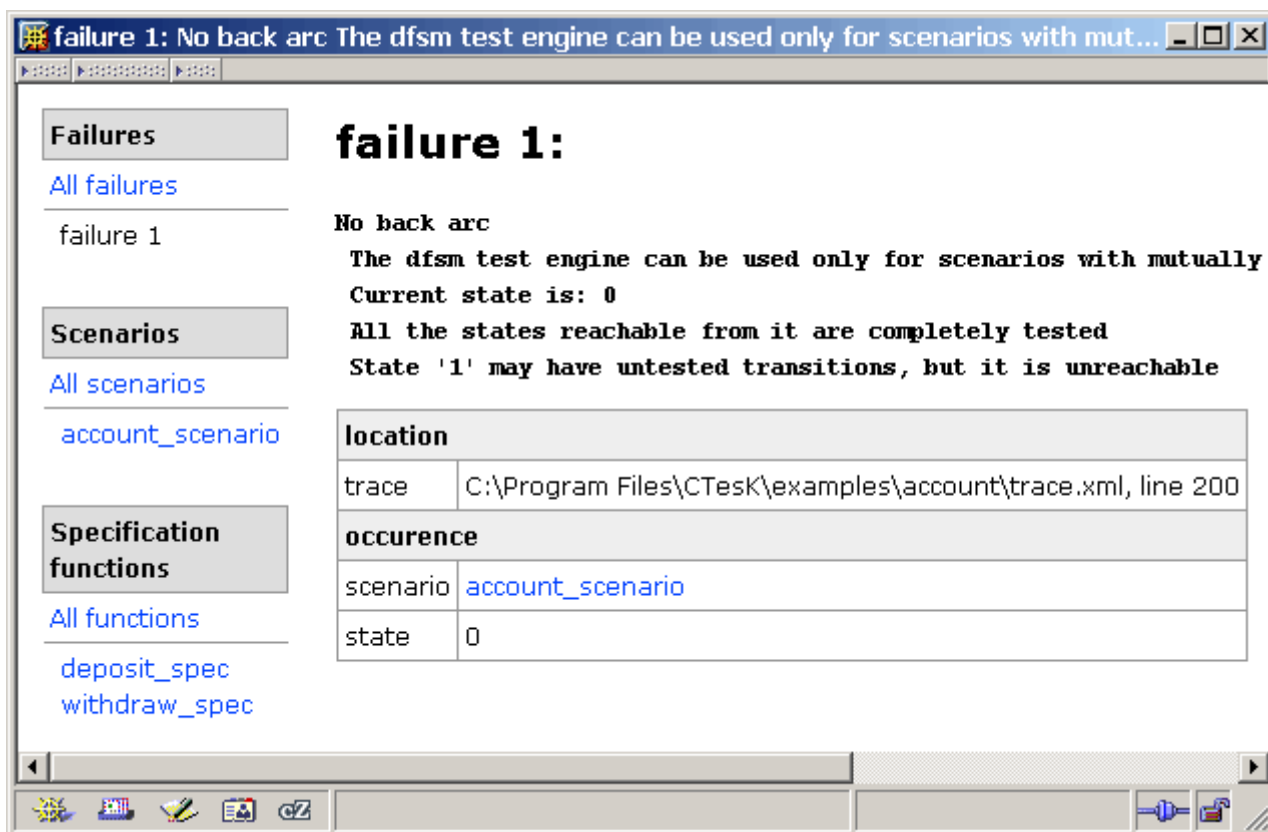 failure 1: No back arc The dfsm test engine can be used only for scenarios with mut...
Failures
All failures
failure 1
Scenarios
All scenarios
account_scenario
Specification
functions
All functions
deposit_spec
withdraw_spec
failure 1:
No back arc
The dfsm test engine can be used only for scenarios with mutually
Current state is: 0
All the states reachable from it are completely tested
State '1' may have untested transitions, but it is unreachable
location
trace C:\Program Files\CTesK\examples\account\trace.xml, line 200
occurence
scenario account_scenario
state 0
cZ